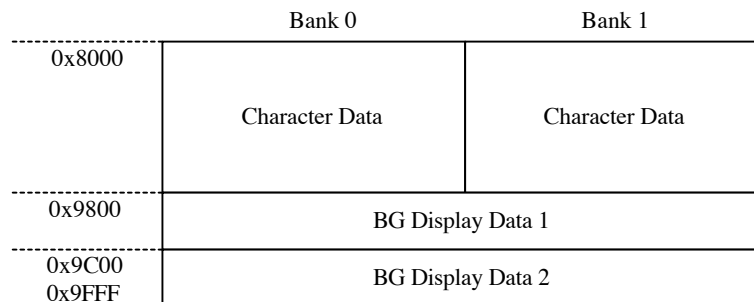 Bank 0 Bank 1
0x8000
Character Data Character Data
0x9800
BG Display Data 1
0x9C00
BG Display Data 2
0x9FFF